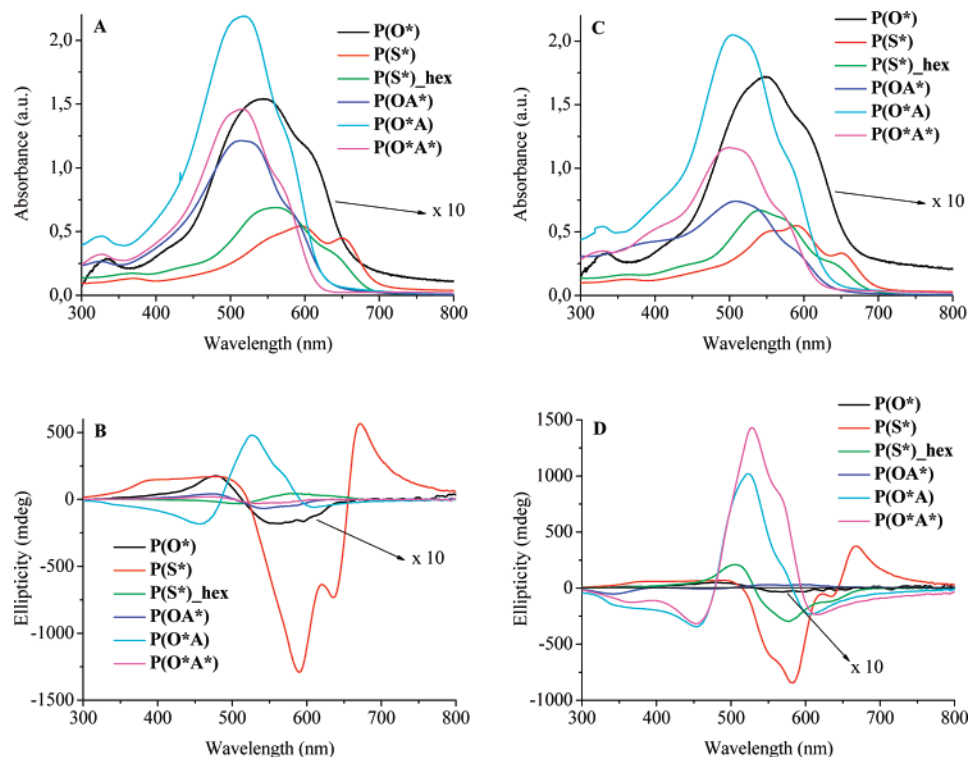 A
P(O*)
P(S*)
P(S*)_hex
P(OA*)
P(O*A)
P(O*A*)
x 10
2,0
1,5
1,0
0,5
0,0
Absorbance (a.u.)
300 400 500 600 700 800
Wavelength (nm)
C
P(O*)
P(S*)
P(S*)_hex
P(OA*)
P(O*A)
P(O*A*)
x 10
2,0
1,5
1,0
0,5
0,0
Absorbance (a.u.)
300 400 500 600 700 800
Wavelength (nm)
B
500
0
-500
-1000
-1500
Ellipticity (mdeg)
P(O*)
P(S*)
P(S*)_hex
P(OA*)
P(O*A)
P(O*A*)
x 10
300 400 500 600 700 800
Wavelength (nm)
D
1500
1000
500
0
-500
-1000
Ellipticity (mdeg)
P(O*)
P(S*)
P(S*)_hex
P(OA*)
P(O*A)
P(O*A*)
x 10
300 400 500 600 700 800
Wavelength (nm)